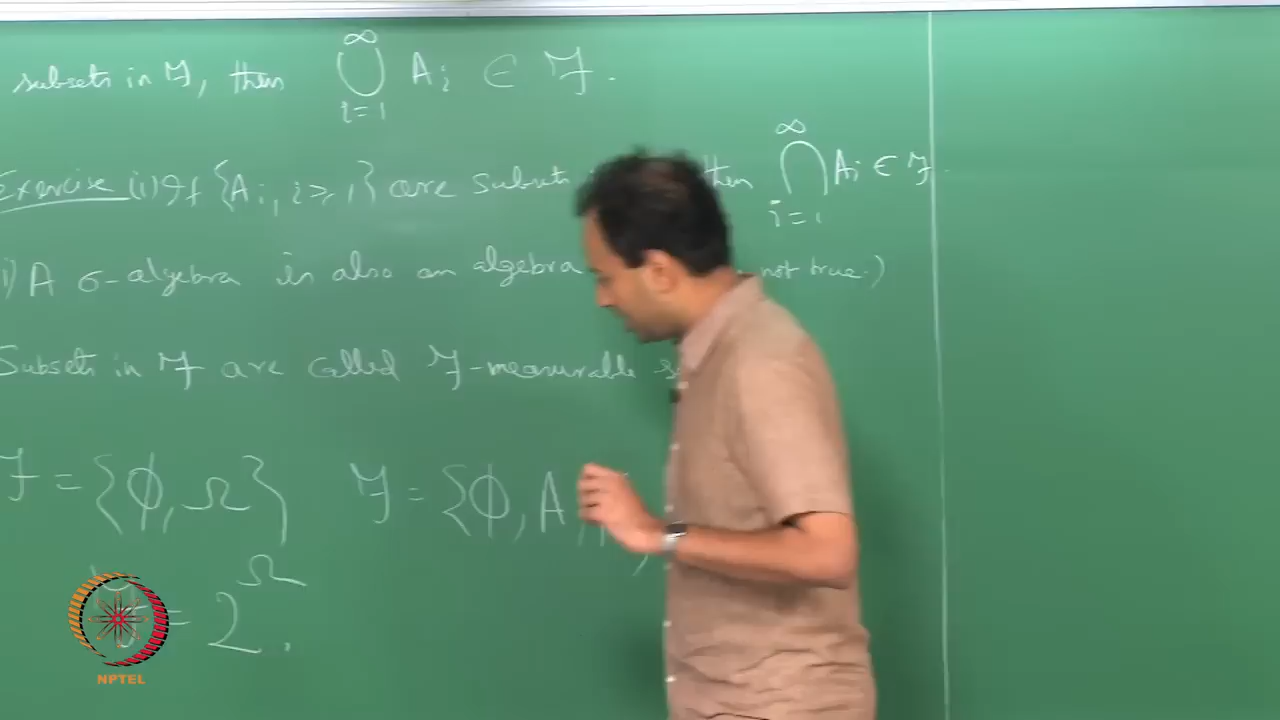 subsets in ℱ, then ∞ ⋃ i=1 A_i ∈ ℱ.
Exercise (i) If {A_i, i ≥ 1} are subsets then ∞ ⋂ i=1 A_i ∈ ℱ.
i) A σ-algebra is also an algebra not true.)
Subsets in ℱ are called ℱ-measurable
ℱ = {ϕ, Ω} ℱ = {ϕ, A,
= 2^Ω.
NPTEL